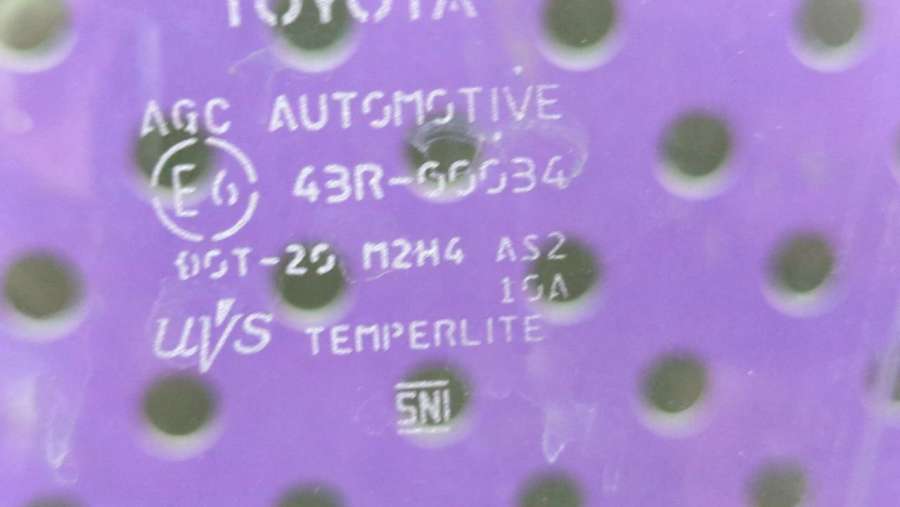 TOYOTA
AGC AUTOMOTIVE
E6 43R-00034
DOT-20 M2H4 AS2
10A
UVS TEMPERLITE
SNI